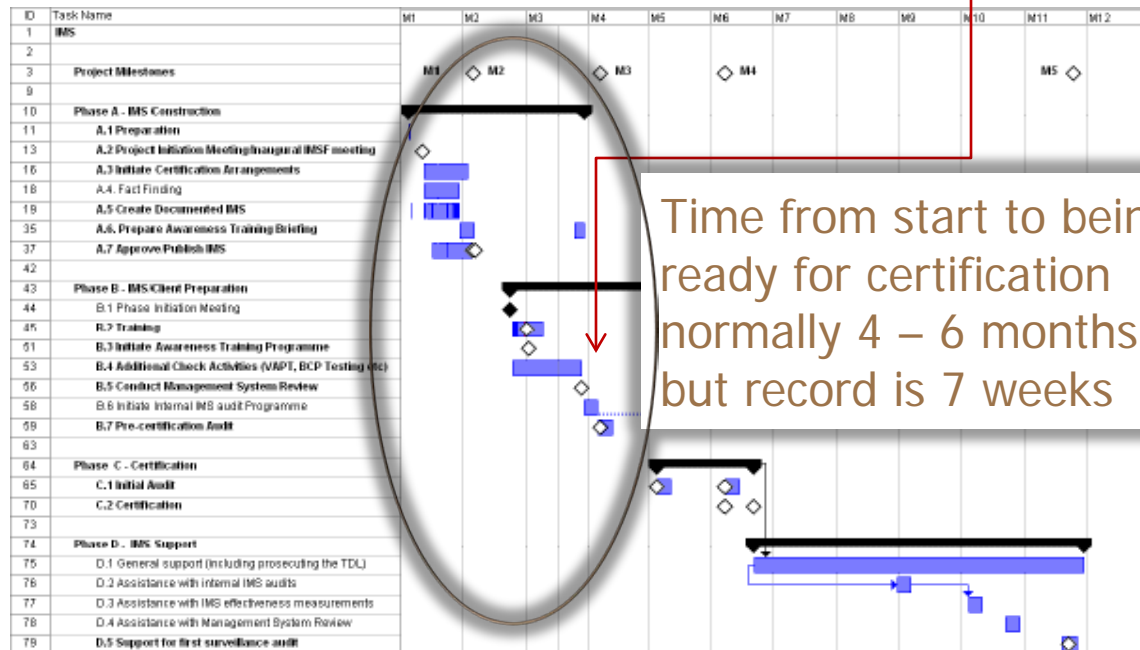 ID Task Name M1 M2 M3 M4 M5 M6 M7 M8 M9 M10 M11 M12
1 IMS
2
3 Project Milestones M1 M2 M3 M4 M5
9
10 Phase A - IMS Construction
11 A.1 Preparation
13 A.2 Project Initiation Meeting/Inaugural IMSF meeting
16 A.3 Initiate Certification Arrangements
18 A.4. Fact Finding
19 A.5 Create Documented IMS
35 A.6. Prepare Awareness Training Briefing
37 A.7 Approve/Publish IMS
42
43 Phase B - IMS/Client Preparation
44 B.1 Phase Initiation Meeting
45 B.2 Training
51 B.3 Initiate Awareness Training Programme
53 B.4 Additional Check Activities (VAPT, BCP Testing etc)
56 B.5 Conduct Management System Review
58 B.6 Initiate Internal IMS audit Programme
59 B.7 Pre-certification Audit
63
64 Phase C - Certification
65 C.1 Initial Audit
70 C.2 Certification
73
74 Phase D - IMS Support
75 D.1 General support (including prosecuting the TDL)
76 D.2 Assistance with internal IMS audits
77 D.3 Assistance with IMS effectiveness measurements
78 D.4 Assistance with Management System Review
79 D.5 Support for first surveillance audit
Time from start to bein
ready for certification
normally 4 – 6 months
but record is 7 weeks